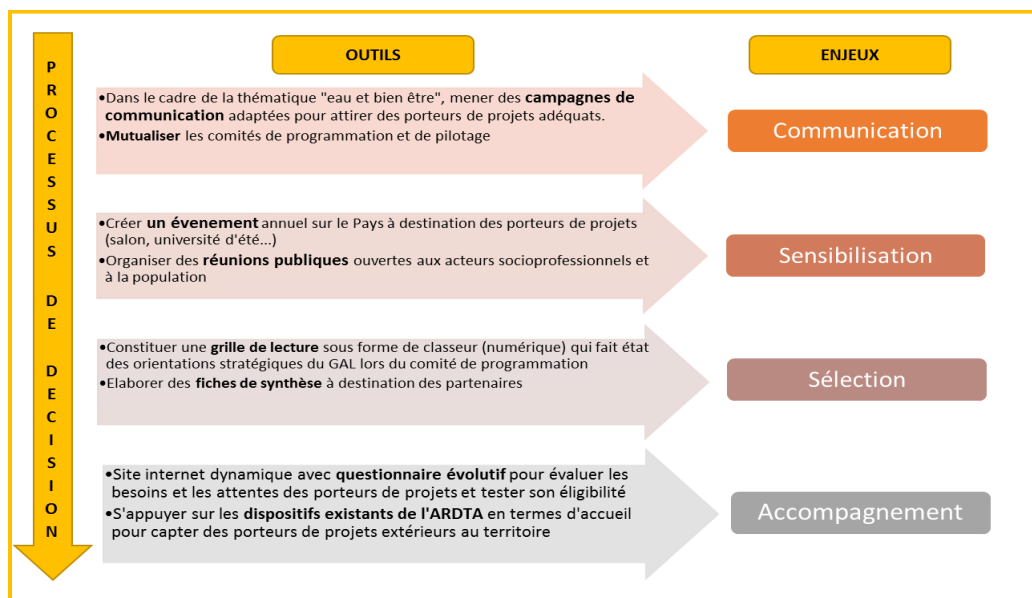 PROCESSUS DE DECISION
OUTILS
ENJEUX
•Dans le cadre de la thématique "eau et bien être", mener des campagnes de
communication adaptées pour attirer des porteurs de projets adéquats.
•Mutualiser les comités de programmation et de pilotage
Communication
•Créer un évenement annuel sur le Pays à destination des porteurs de projets
(salon, université d'été...)
•Organiser des réunions publiques ouvertes aux acteurs socioprofessionnels et
à la population
Sensibilisation
•Constituer une grille de lecture sous forme de classeur (numérique) qui fait état
des orientations stratégiques du GAL lors du comité de programmation
•Elaborer des fiches de synthèse à destination des partenaires
Sélection
•Site internet dynamique avec questionnaire évolutif pour évaluer les
besoins et les attentes des porteurs de projets et tester son éligibilité
•S'appuyer sur les dispositifs existants de l'ARDTA en termes d'accueil
pour capter des porteurs de projets extérieurs au territoire
Accompagnement